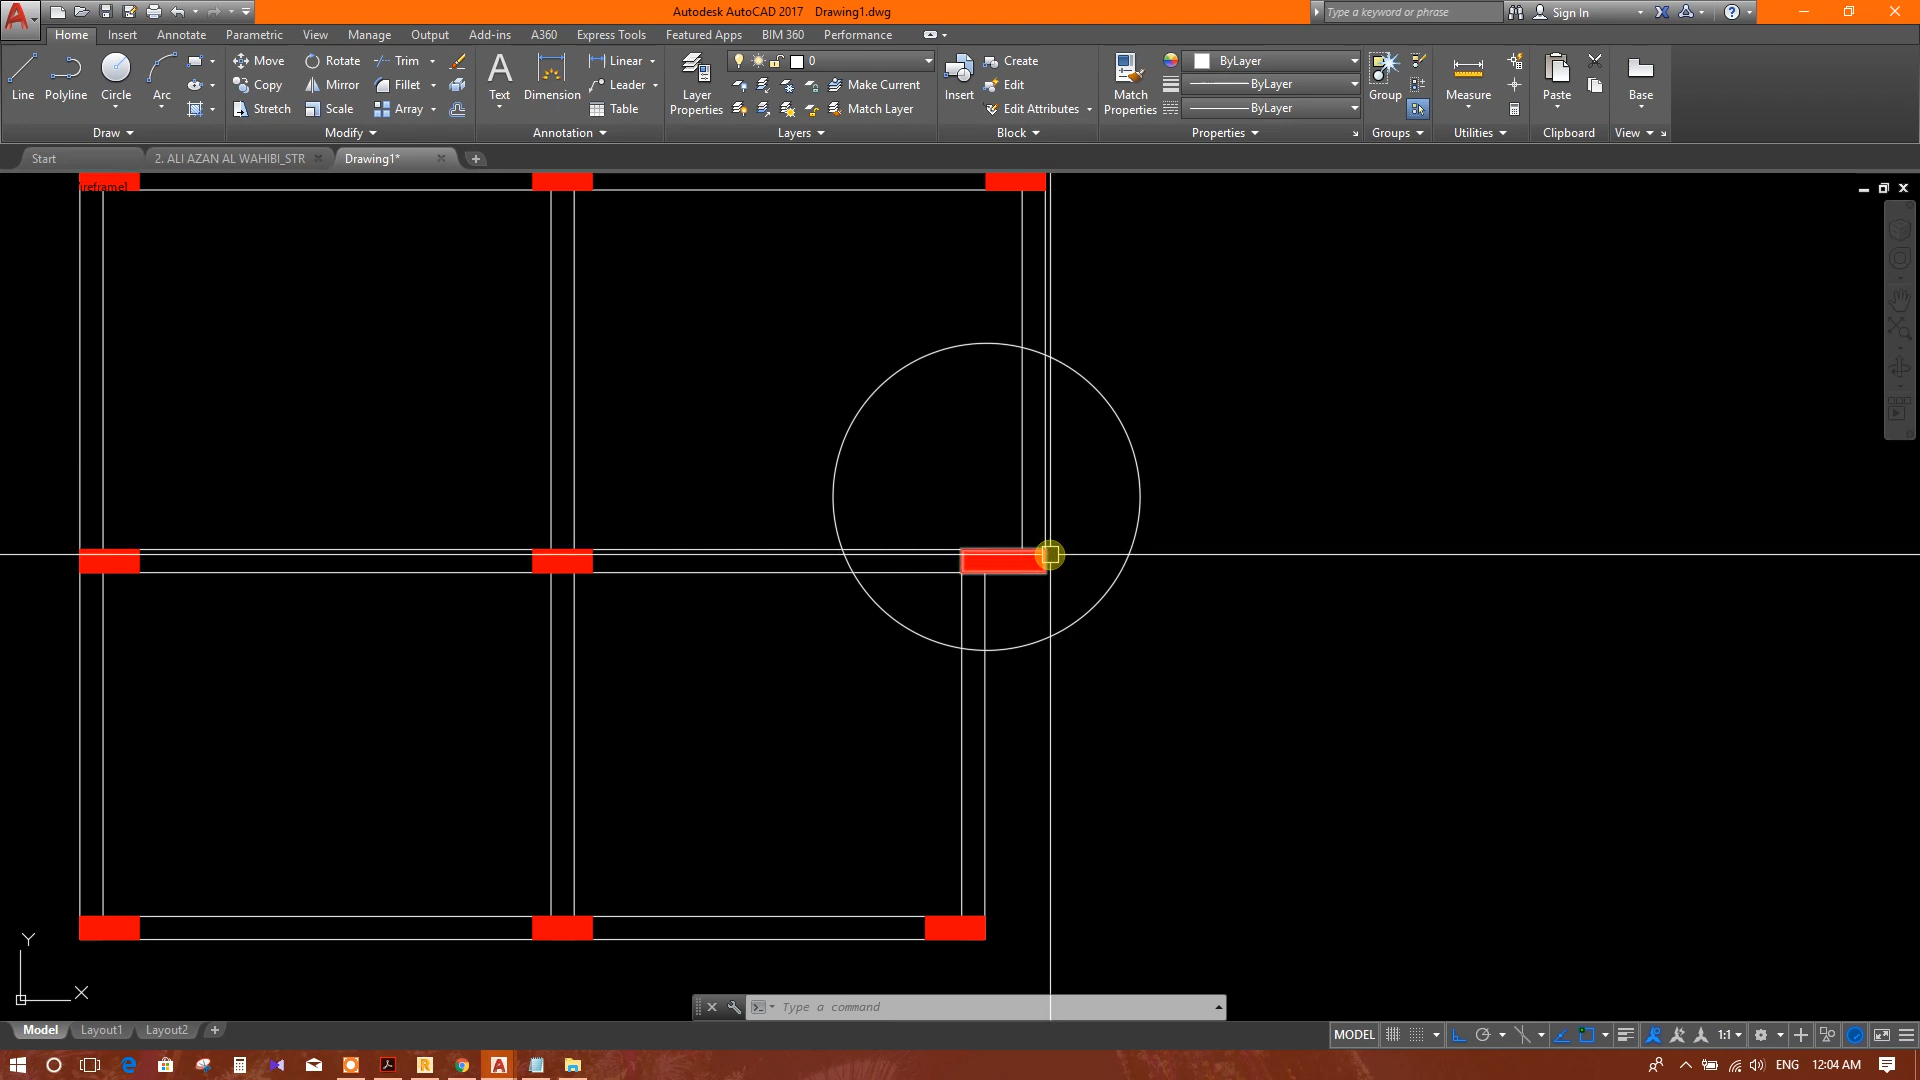 Autodesk AutoCAD 2017 Drawing1.dwg
Type a keyword or phrase
Sign In
Home Insert Annotate Parametric View Manage Output Add-ins A360 Express Tools Featured Apps BIM 360 Performance
Line Polyline Circle Arc
Draw
Move Rotate Trim
Copy Mirror Fillet
Stretch Scale Array
Modify
Text Dimension
Linear
Leader
Table
Annotation
Layer Properties
0
Make Current
Match Layer
Layers
Insert
Create
Edit
Edit Attributes
Block
Match Properties
ByLayer
ByLayer
ByLayer
Properties
Group
Groups
Measure
Utilities
Paste
Clipboard
Base
View
Start 2. ALI AZAN AL WAHIBI_STR Drawing1*
ireframe]
Y
X
Type a command
Model Layout1 Layout2
MODEL 1:1
ENG 12:04 AM